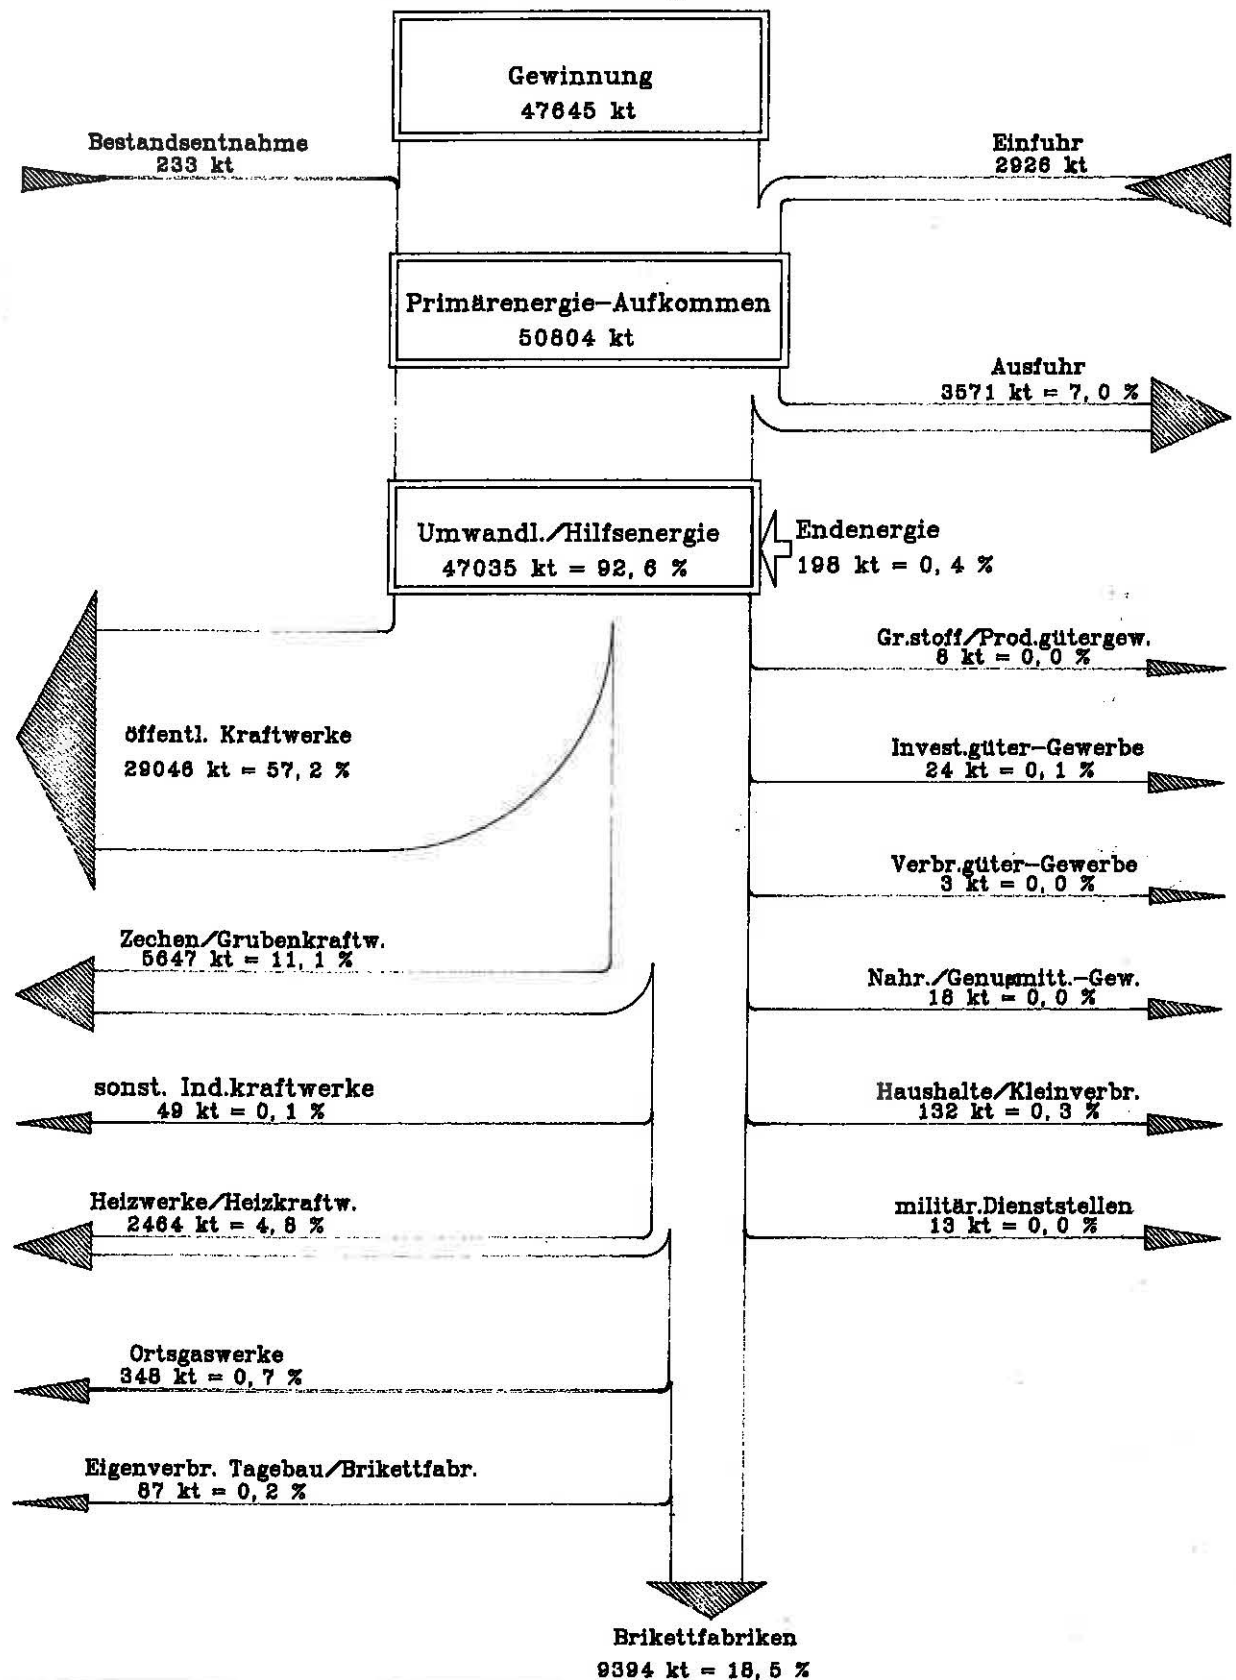 Gewinnung
47645 kt
Bestandsentnahme
233 kt
Einfuhr
2926 kt
Primärenergie-Aufkommen
50804 kt
Ausfuhr
3571 kt = 7,0 %
Umwandl./Hilfsenergie
47035 kt = 92,6 %
Endenergie
198 kt = 0,4 %
öffentl. Kraftwerke
29046 kt = 57,2 %
Zechen/Grubenkraftw.
5647 kt = 11,1 %
sonst. Ind.kraftwerke
49 kt = 0,1 %
Heizwerke/Heizkraftw.
2464 kt = 4,8 %
Ortsgaswerke
348 kt = 0,7 %
Eigenverbr. Tagebau/Brikettfabr.
87 kt = 0,2 %
Gr.stoff/Prod.gütergew.
8 kt = 0,0 %
Invest.güter-Gewerbe
24 kt = 0,1 %
Verbr.güter-Gewerbe
3 kt = 0,0 %
Nahr./Genußmitt.-Gew.
18 kt = 0,0 %
Haushalte/Kleinverbr.
132 kt = 0,3 %
militär.Dienststellen
13 kt = 0,0 %
Brikettfabriken
9394 kt = 18,5 %